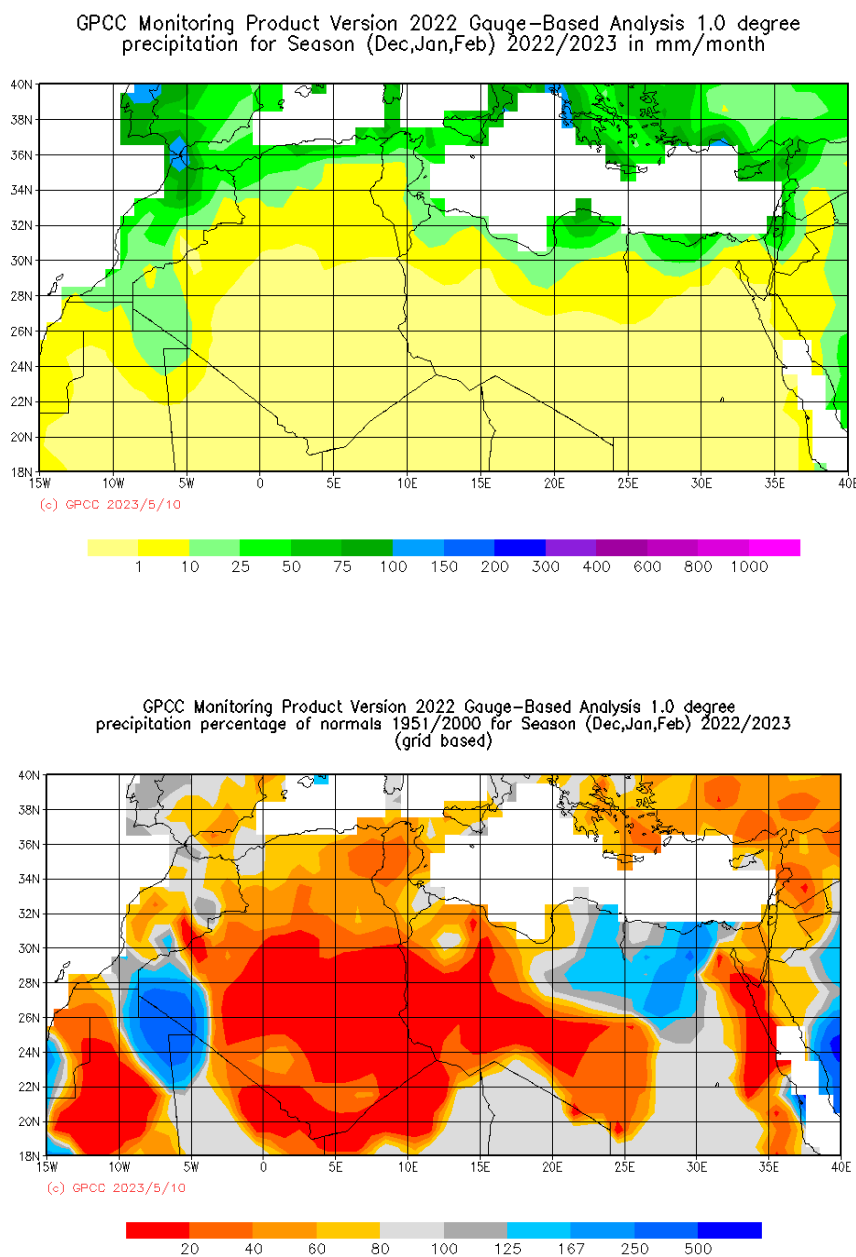 GPCC Monitoring Product Version 2022 Gauge-Based Analysis 1.0 degree
precipitation for Season (Dec,Jan,Feb) 2022/2023 in mm/month
40N
38N
36N
34N
32N
30N
28N
26N
24N
22N
20N
18N
15W 10W 5W 0 5E 10E 15E 20E 25E 30E 35E 40E
(c) GPCC 2023/5/10
1 10 25 50 75 100 150 200 300 400 600 800 1000
GPCC Monitoring Product Version 2022 Gauge-Based Analysis 1.0 degree
precipitation percentage of normals 1951/2000 for Season (Dec,Jan,Feb) 2022/2023
(grid based)
40N
38N
36N
34N
32N
30N
28N
26N
24N
22N
20N
18N
15W 10W 5W 0 5E 10E 15E 20E 25E 30E 35E 40E
(c) GPCC 2023/5/10
20 40 60 80 100 125 167 250 500